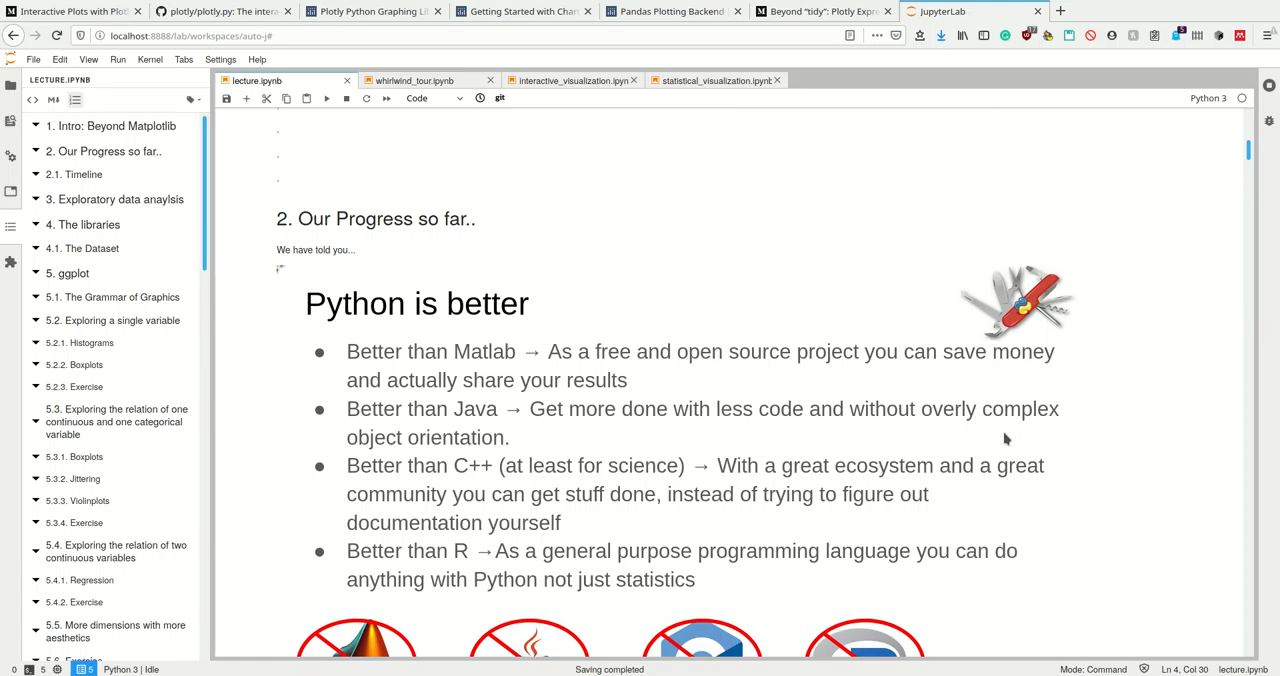 Interactive Plots with Plotl
plotly/plotly.py: The intera
Plotly Python Graphing Li
Getting Started with Char
Pandas Plotting Backend
Beyond “tidy”: Plotly Expre
JupyterLab
localhost:8888/lab/workspaces/auto-j#
File Edit View Run Kernel Tabs Settings Help
LECTURE.IPYNB
lecture.ipynb
whirlwind_tour.ipynb
interactive_visualization.ipyn
statistical_visualization.ipynb
Code
git
Python 3
1. Intro: Beyond Matplotlib
2. Our Progress so far..
2.1. Timeline
3. Exploratory data anaylsis
4. The libraries
4.1. The Dataset
5. ggplot
5.1. The Grammar of Graphics
5.2. Exploring a single variable
5.2.1. Histograms
5.2.2. Boxplots
5.2.3. Exercise
5.3. Exploring the relation of one
continuous and one categorical
variable
5.3.1. Boxplots
5.3.2. Jittering
5.3.3. Violinplots
5.3.4. Exercise
5.4. Exploring the relation of two
continuous variables
5.4.1. Regression
5.4.2. Exercise
5.5. More dimensions with more
aesthetics
2. Our Progress so far..
We have told you...
Python is better
● Better than Matlab → As a free and open source project you can save money
and actually share your results
● Better than Java → Get more done with less code and without overly complex
object orientation.
● Better than C++ (at least for science) → With a great ecosystem and a great
community you can get stuff done, instead of trying to figure out
documentation yourself
● Better than R →As a general purpose programming language you can do
anything with Python not just statistics
0 5 5 Python 3 | Idle
Saving completed
Mode: Command
Ln 4, Col 30
lecture.ipynb